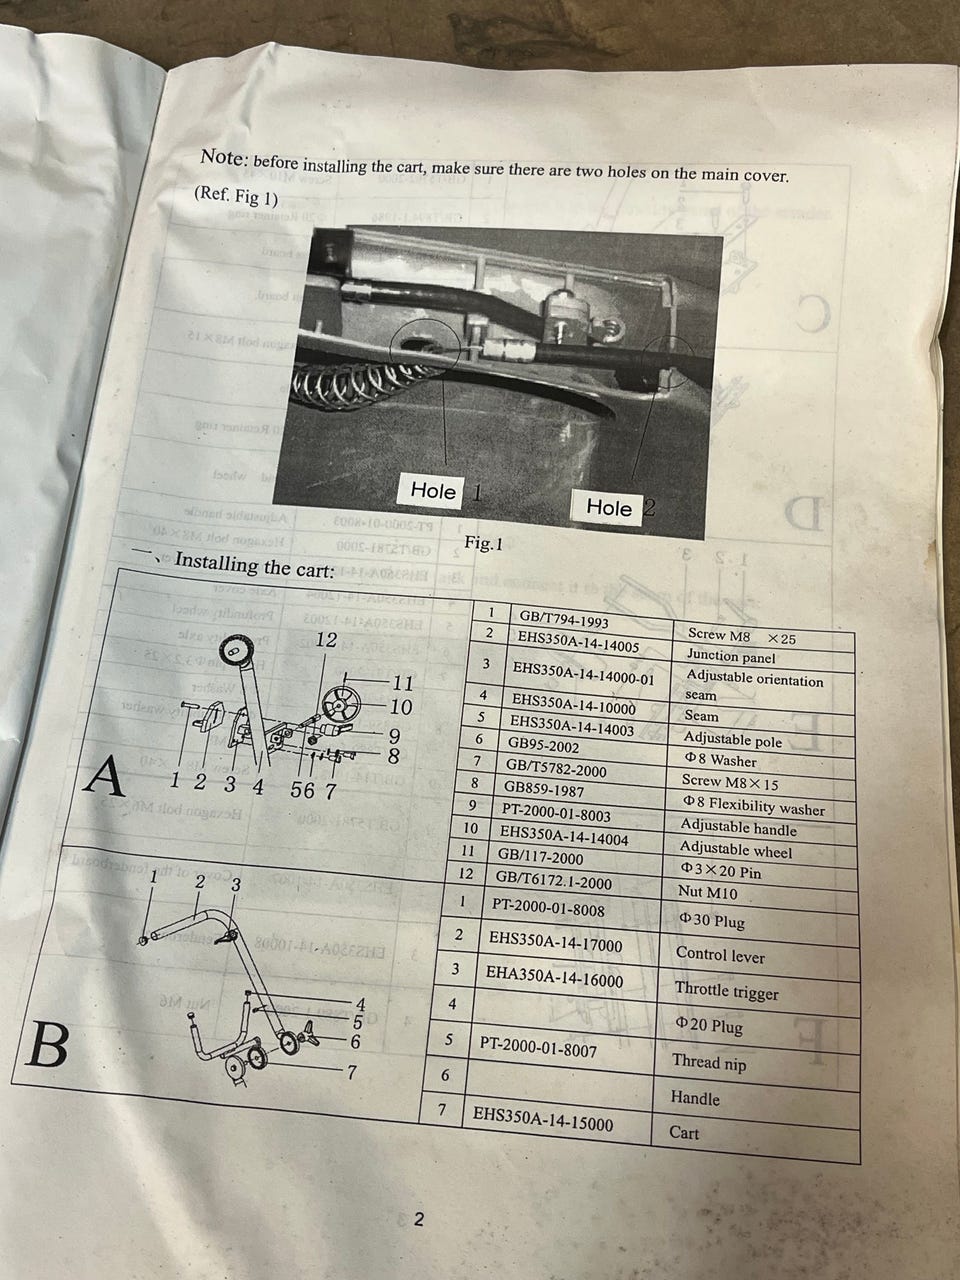 Note: before installing the cart, make sure there are two holes on the main cover.
(Ref. Fig 1)
Hole 1
Hole 2
Fig.1
一、Installing the cart:
12
11
10
9
8
1 2 3 4 56 7
A
1 GB/T794-1993 Screw M8 ×25
2 EHS350A-14-14005 Junction panel
3 EHS350A-14-14000-01 Adjustable orientation
seam
4 EHS350A-14-10000 Seam
5 EHS350A-14-14003 Adjustable pole
6 GB95-2002 Φ8 Washer
7 GB/T5782-2000 Screw M8×15
8 GB859-1987 Φ8 Flexibility washer
9 PT-2000-01-8003 Adjustable handle
10 EHS350A-14-14004 Adjustable wheel
11 GB/117-2000 Φ3×20 Pin
12 GB/T6172.1-2000 Nut M10
1 2 3
4
5
6
7
B
1 PT-2000-01-8008 Φ30 Plug
2 EHS350A-14-17000 Control lever
3 EHA350A-14-16000 Throttle trigger
4 Φ20 Plug
5 PT-2000-01-8007 Thread nip
6 Handle
7 EHS350A-14-15000 Cart
2